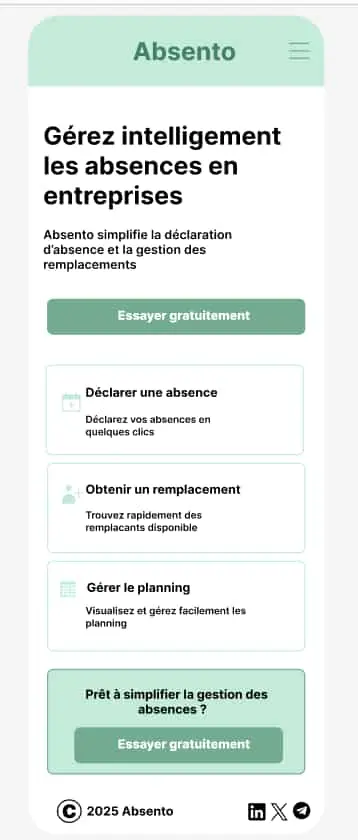 Absento
Gérez intelligement
les absences en
entreprises
Absento simplifie la déclaration
d'absence et la gestion des
remplacements
Essayer gratuitement
Déclarer une absence
Déclarez vos absences en
quelques clics
Obtenir un remplacement
Trouvez rapidement des
remplacants disponible
Gérer le planning
Visualisez et gérez facilement les
planning
Prêt à simplifier la gestion des
absences ?
Essayer gratuitement
© 2025 Absento